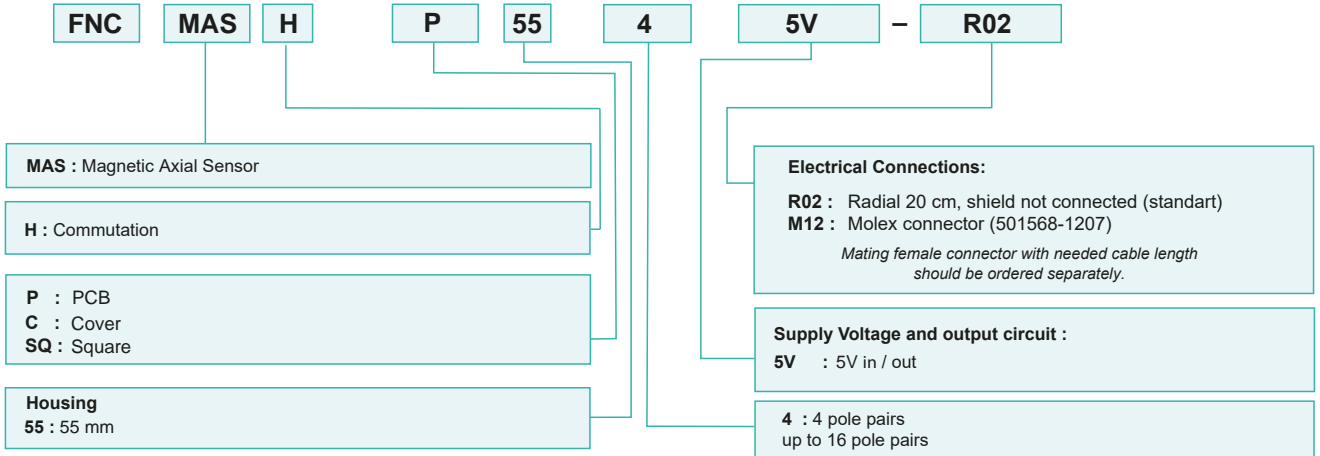 FNC MAS H P 55 4 5V – R02
MAS : Magnetic Axial Sensor
H : Commutation
P : PCB
C : Cover
SQ : Square
Housing
55 : 55 mm
Electrical Connections:
R02 : Radial 20 cm, shield not connected (standart)
M12 : Molex connector (501568-1207)
Mating female connector with needed cable length
should be ordered separately.
Supply Voltage and output circuit :
5V : 5V in / out
4 : 4 pole pairs
up to 16 pole pairs